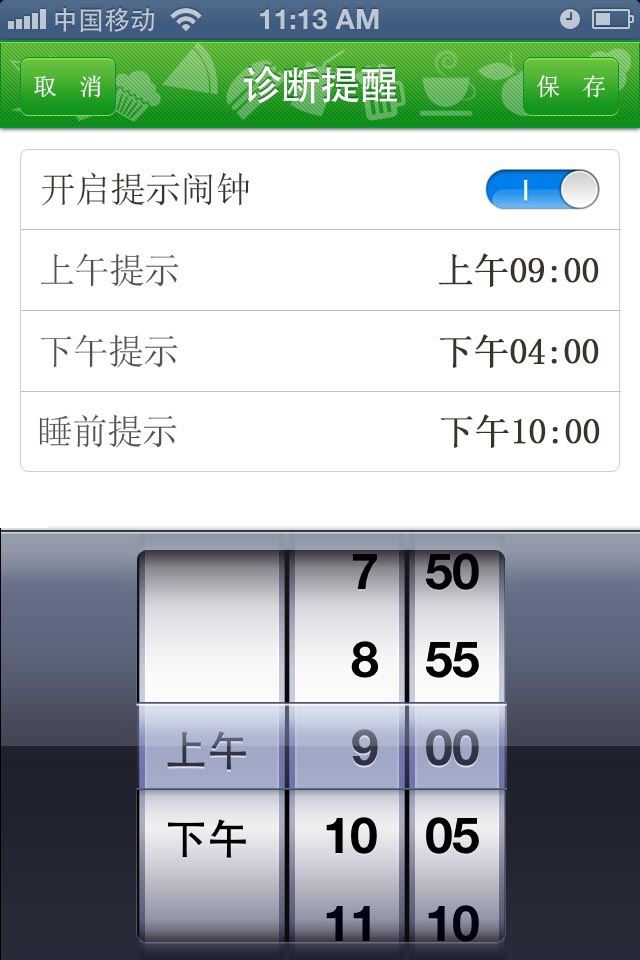 中国移动 11:13 AM
取 消 诊断提醒 保 存
开启提示闹钟
上午提示 上午09:00
下午提示 下午04:00
睡前提示 下午10:00
7 50
8 55
上午 9 00
下午 10 05
11 10